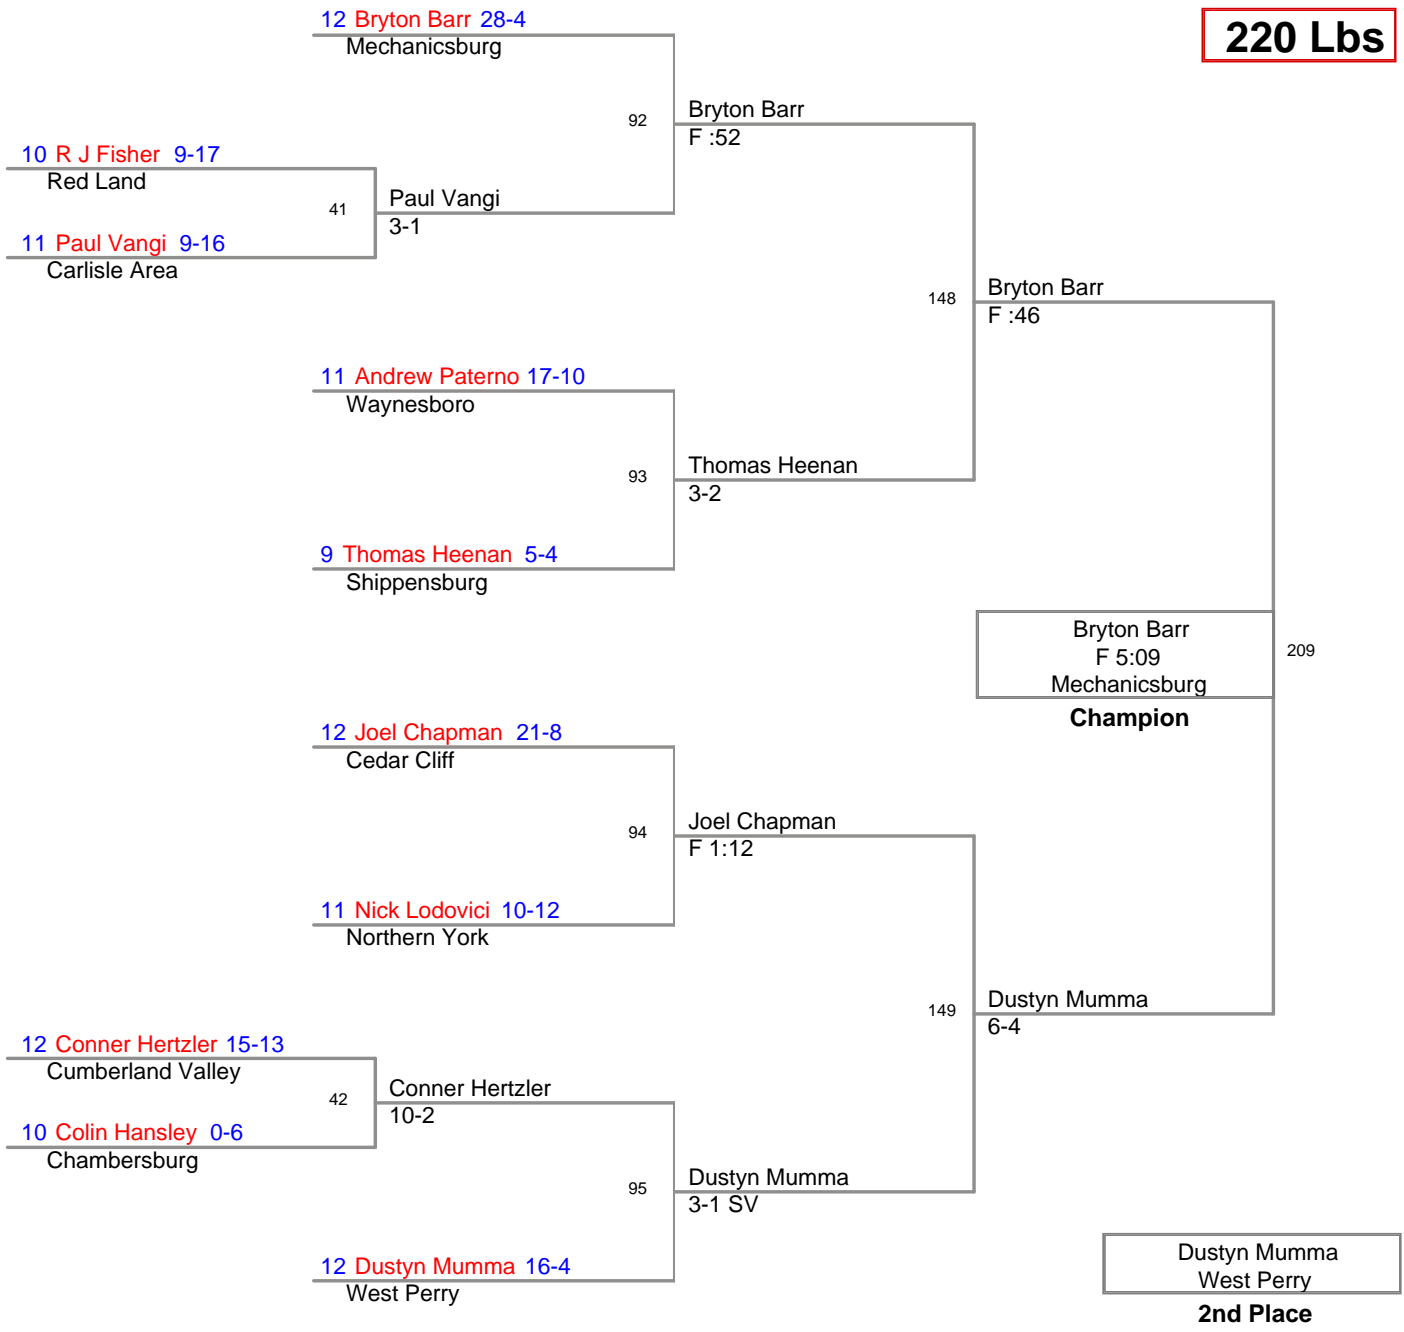 12 Bryton Barr 28-4
Mechanicsburg
220 Lbs
92
Bryton Barr
F :52
10 R J Fisher 9-17
Red Land
41
Paul Vangi
3-1
11 Paul Vangi 9-16
Carlisle Area
148
Bryton Barr
F :46
11 Andrew Paterno 17-10
Waynesboro
93
Thomas Heenan
3-2
9 Thomas Heenan 5-4
Shippensburg
Bryton Barr
F 5:09
Mechanicsburg
209
Champion
12 Joel Chapman 21-8
Cedar Cliff
94
Joel Chapman
F 1:12
11 Nick Lodovici 10-12
Northern York
149
Dustyn Mumma
6-4
12 Conner Hertzler 15-13
Cumberland Valley
42
Conner Hertzler
10-2
10 Colin Hansley 0-6
Chambersburg
95
Dustyn Mumma
3-1 SV
12 Dustyn Mumma 16-4
West Perry
Dustyn Mumma
West Perry
2nd Place